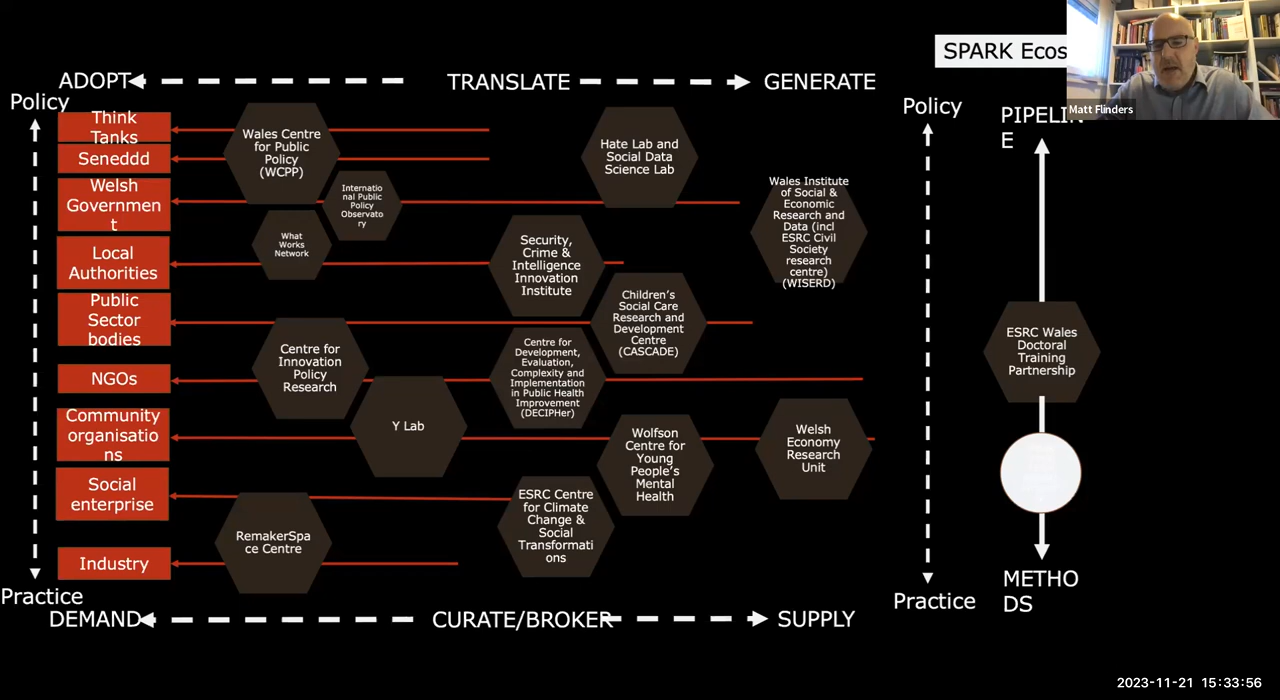 SPARK Ecos
Matt Flinders
ADOPT
TRANSLATE
GENERATE
Policy
Think
Tanks
Seneddd
Welsh
Governmen
t
Local
Authorities
Public
Sector
bodies
NGOs
Community
organisatio
ns
Social
enterprise
Industry
Practice
DEMAND
CURATE/BROKER
SUPPLY
Wales Centre
for Public
Policy
(WCPP)
Internatio
nal Public
Policy
Observato
ry
What
Works
Network
Hate Lab and
Social Data
Science Lab
Wales Institute
of Social &
Economic
Research and
Data (incl
ESRC Civil
Society
research
centre)
(WISERD)
Security,
Crime &
Intelligence
Innovation
Institute
Children's
Social Care
Research and
Development
Centre
(CASCADE)
Centre for
Innovation
Policy
Research
Centre for
Development,
Evaluation,
Complexity and
Implementation
in Public Health
Improvement
(DECIPHer)
Y Lab
Wolfson
Centre for
Young
People's
Mental
Health
Welsh
Economy
Research
Unit
ESRC Centre
for Climate
Change &
Social
Transformati
ons
RemakerSpa
ce Centre
Policy
Practice
PIPELIN
E
ESRC Wales
Doctoral
Training
Partnership
METHO
DS
2023-11-21 15:33:56